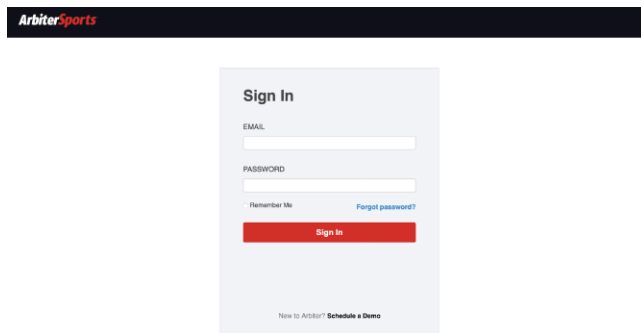 ArbiterSports
Sign In
EMAIL
PASSWORD
Remember Me
Forgot password?
Sign In
New to Arbiter? Schedule a Demo